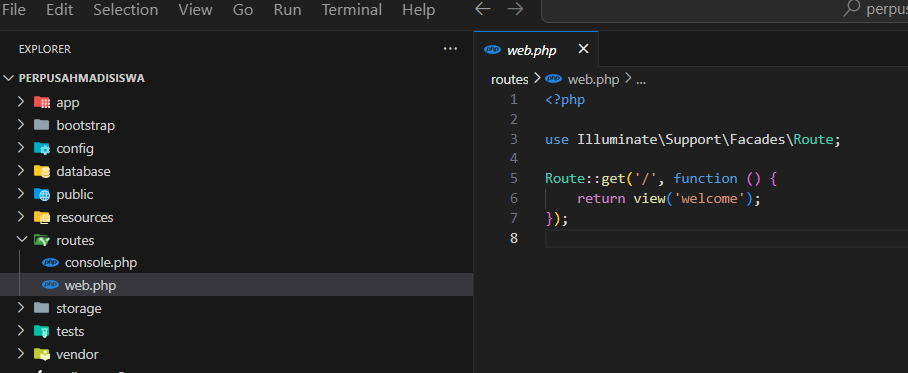 File Edit Selection View Go Run Terminal Help
perpus
EXPLORER
PERPUSAHMADISISWA
app
bootstrap
config
database
public
resources
routes
console.php
web.php
storage
tests
vendor
web.php
routes > web.php > ...
1 <?php
2
3 use Illuminate\Support\Facades\Route;
4
5 Route::get('/', function () {
6 return view('welcome');
7 });
8